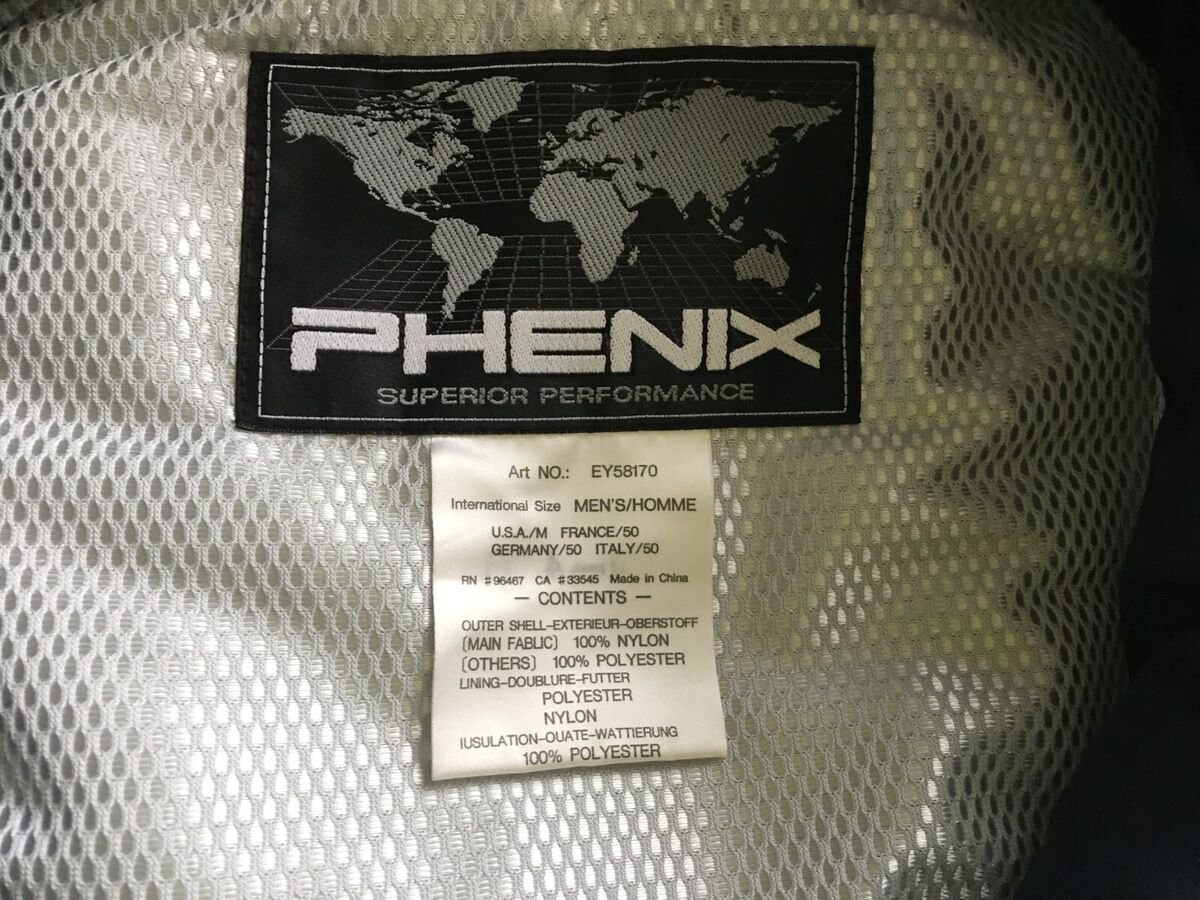 PHENIX
SUPERIOR PERFORMANCE
Art NO.: EY58170
International Size MEN'S/HOMME
U.S.A./M FRANCE/50
GERMANY/50 ITALY/50
RN #96467 CA #33545 Made in China
— CONTENTS —
OUTER SHELL-EXTERIEUR-OBERSTOFF
(MAIN FABLIC) 100% NYLON
(OTHERS) 100% POLYESTER
LINING-DOUBLURE-FUTTER
POLYESTER
NYLON
IUSULATION-OUATE-WATTIERUNG
100% POLYESTER